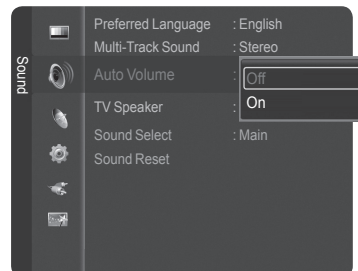 Sound
Preferred Language : English
Multi-Track Sound : Stereo
Auto Volume : Off
On
TV Speaker :
Sound Select : Main
Sound Reset